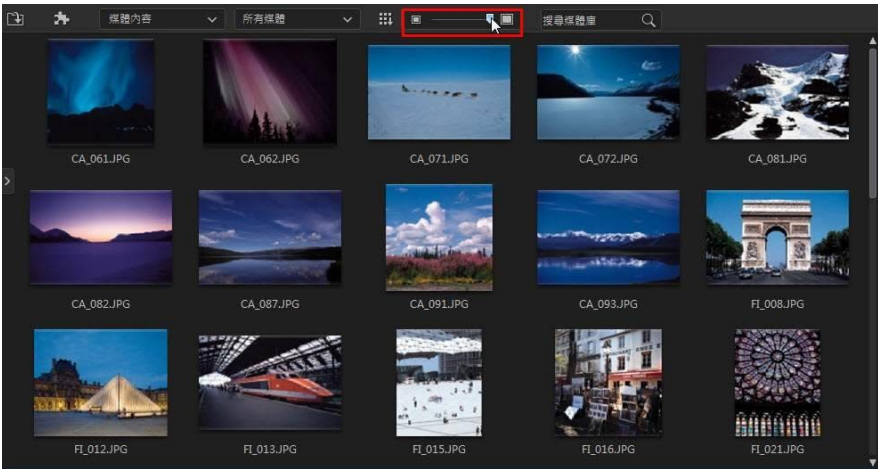 媒體內容 所有媒體 搜尋媒體庫
CA_061.JPG CA_062.JPG CA_071.JPG CA_072.JPG CA_081.JPG
CA_082.JPG CA_087.JPG CA_091.JPG CA_093.JPG FI_008.JPG
FI_012.JPG FI_013.JPG FI_015.JPG FI_016.JPG FI_021.JPG